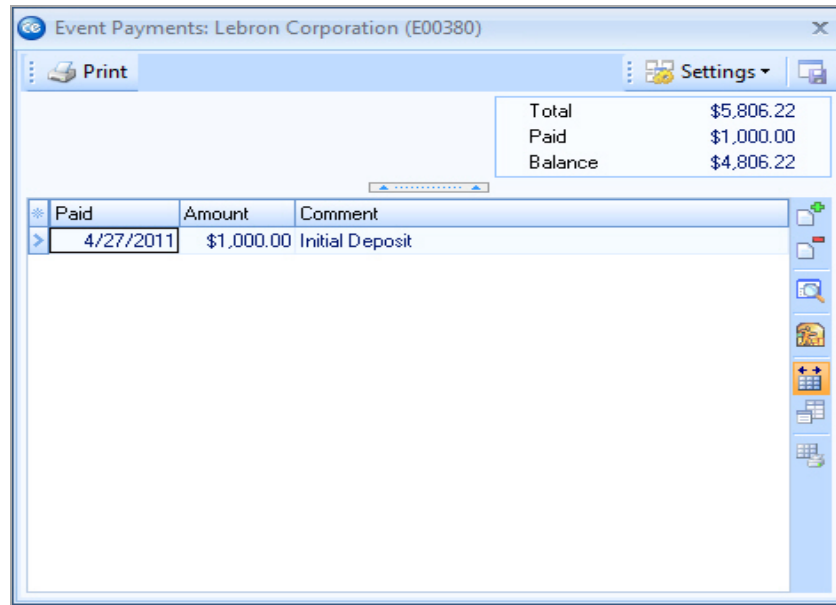 ce Event Payments: Lebron Corporation (E00380)
Print Settings
Total $5,806.22
Paid $1,000.00
Balance $4,806.22
Paid Amount Comment
4/27/2011 $1,000.00 Initial Deposit